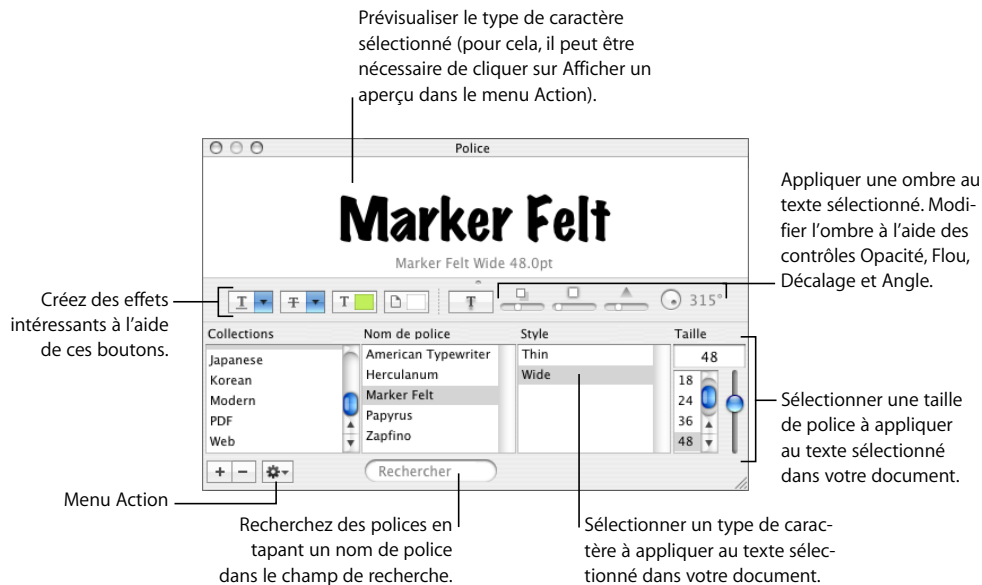 Prévisualiser le type de caractère
sélectionné (pour cela, il peut être
nécessaire de cliquer sur Afficher un
aperçu dans le menu Action).
Police
Marker Felt
Marker Felt Wide 48.0pt
Appliquer une ombre au
texte sélectionné. Modi-
fier l’ombre à l’aide des
contrôles Opacité, Flou,
Décalage et Angle.
Créez des effets
intéressants à l’aide
de ces boutons.
T T T T 315°
Collections Nom de police Style Taille
Japanese
Korean
Modern
PDF
Web
American Typewriter
Herculanum
Marker Felt
Papyrus
Zapfino
Thin
Wide
48
18
24
36
48
Sélectionner une taille
de police à appliquer
au texte sélectionné
dans votre document.
+ − Rechercher
Menu Action
Recherchez des polices en
tapant un nom de police
dans le champ de recherche.
Sélectionner un type de carac-
tère à appliquer au texte sélec-
tionné dans votre document.